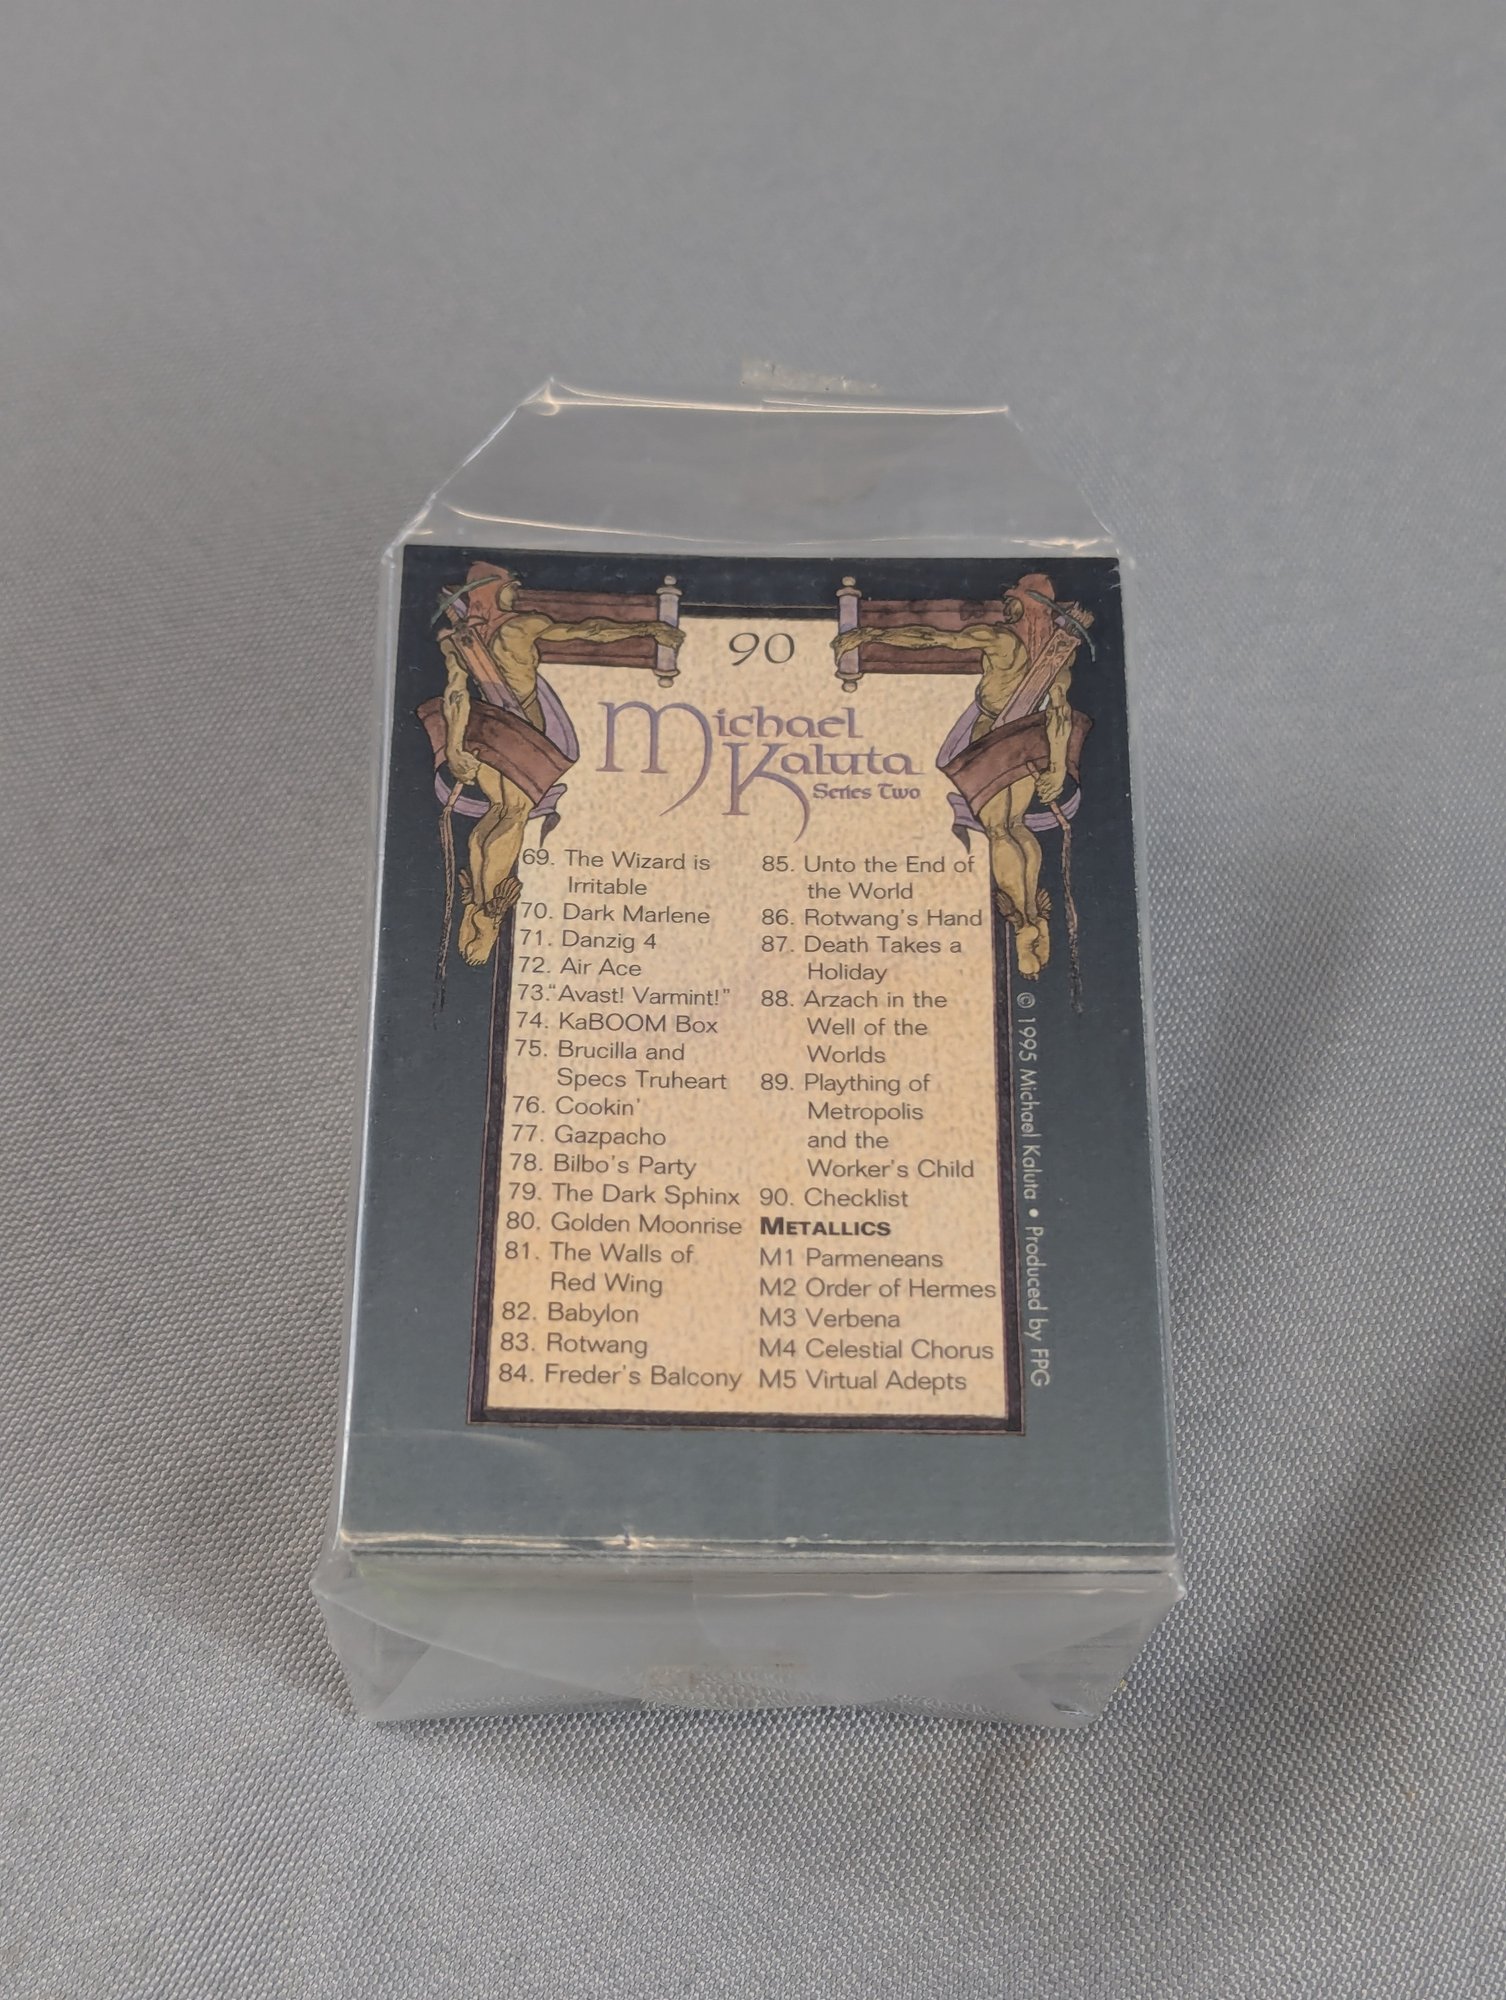 90
Michael
Kaluta
Series Two
69. The Wizard is
Irritable
70. Dark Marlene
71. Danzig 4
72. Air Ace
73."Avast! Varmint!"
74. KaBOOM Box
75. Brucilla and
Specs Truheart
76. Cookin'
77. Gazpacho
78. Bilbo's Party
79. The Dark Sphinx
80. Golden Moonrise
81. The Walls of
Red Wing
82. Babylon
83. Rotwang
84. Freder's Balcony
85. Unto the End of
the World
86. Rotwang's Hand
87. Death Takes a
Holiday
88. Arzach in the
Well of the
Worlds
89. Plaything of
Metropolis
and the
Worker's Child
90. Checklist
METALLICS
M1 Parmeneans
M2 Order of Hermes
M3 Verbena
M4 Celestial Chorus
M5 Virtual Adepts
© 1995 Michael Kaluta • Produced by FPG